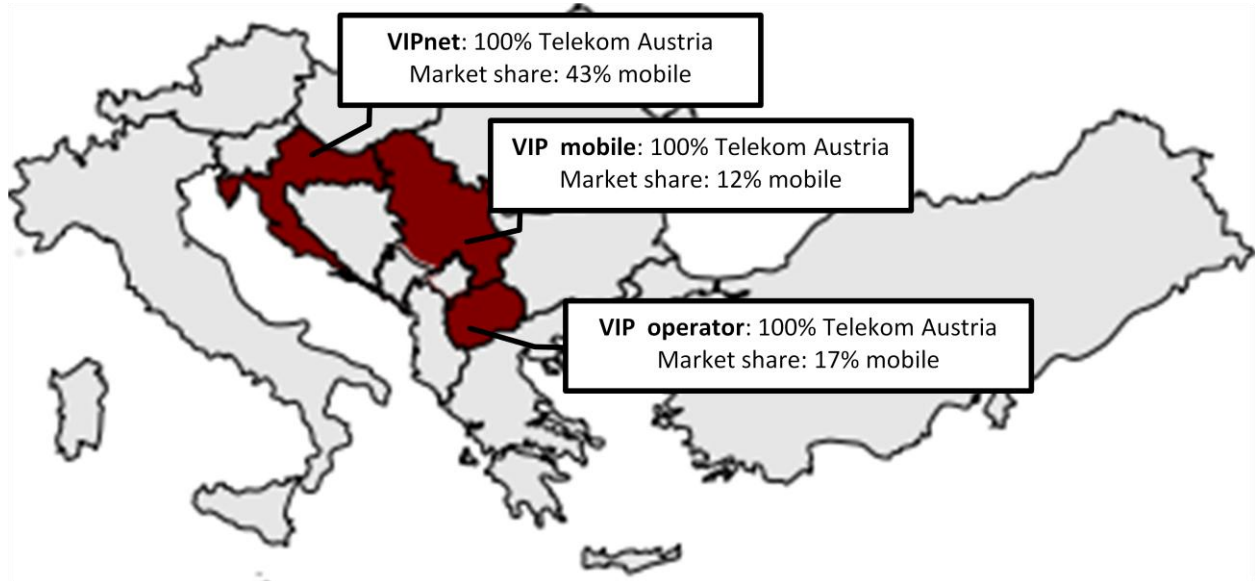 VIPnet: 100% Telekom Austria
Market share: 43% mobile
VIP mobile: 100% Telekom Austria
Market share: 12% mobile
VIP operator: 100% Telekom Austria
Market share: 17% mobile